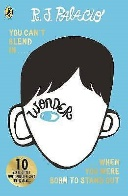 R. J. PALACIO
YOU CAN'T
BLEND
IN
WONDER
WHEN
YOU WERE
BORN TO STAND OUT
10